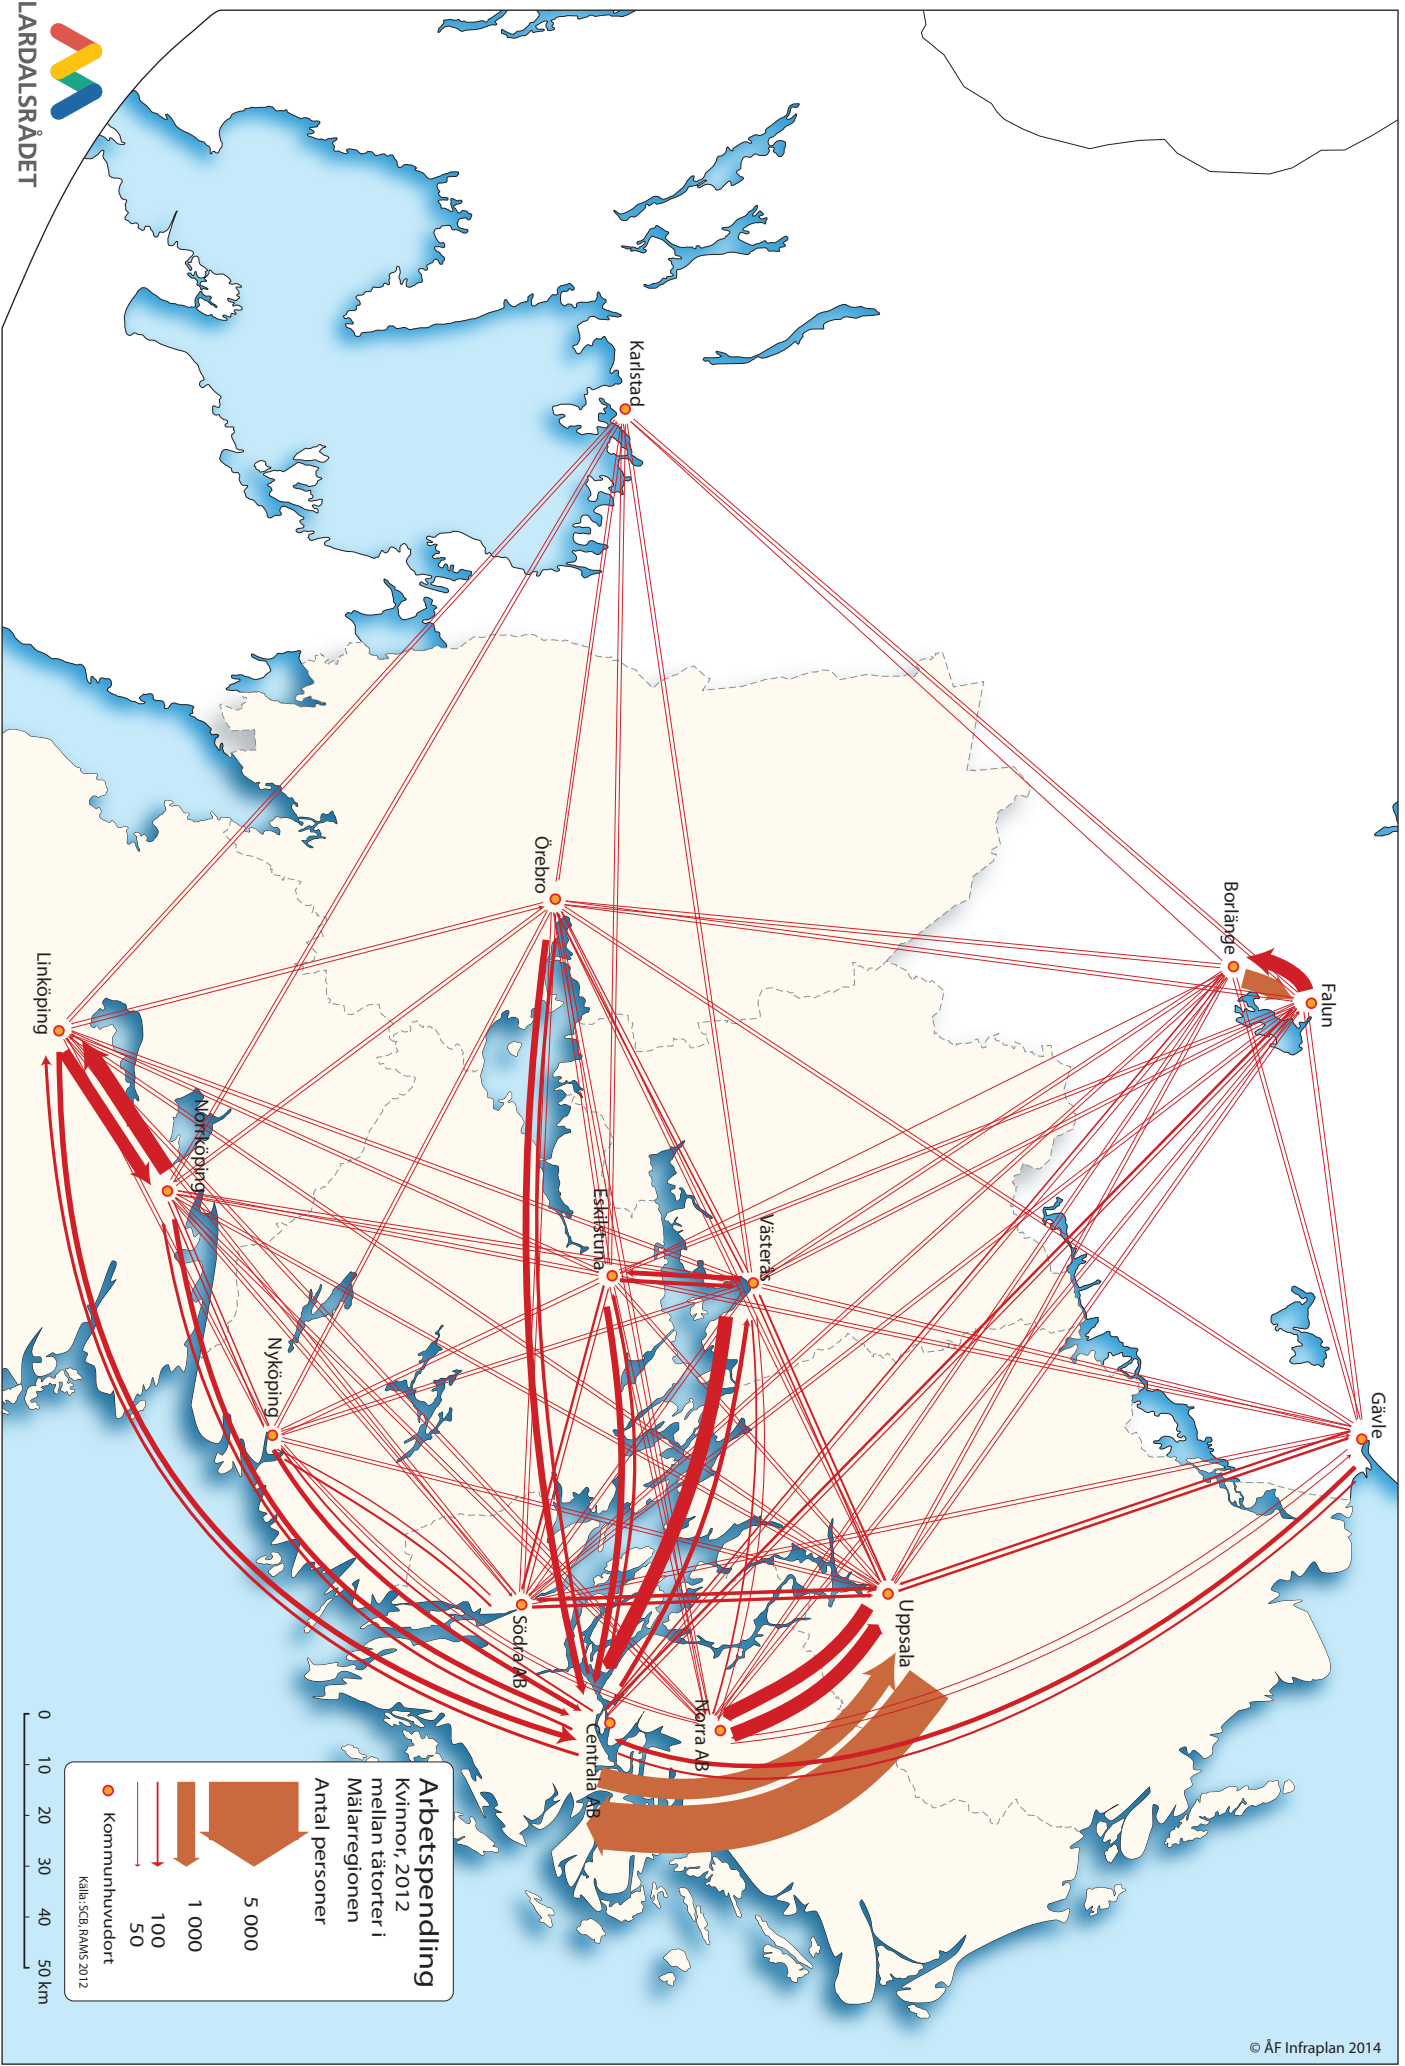 LARDALSRÅDET
Karlstad
Borlänge
Falun
Örebro
Linköping
Norrköping
Eskilstuna
Västerås
Nyköping
Gävle
Uppsala
Södra AB
Norra AB
Centrala AB
Arbetspendling
Kvinnor, 2012
mellan tätorter i
Mälarregionen
Antal personer
5 000
1 000
100
50
Kommunhuvudort
Källa: SCB, RAMS 2012
0 10 20 30 40 50 km
© ÅF Infraplan 2014